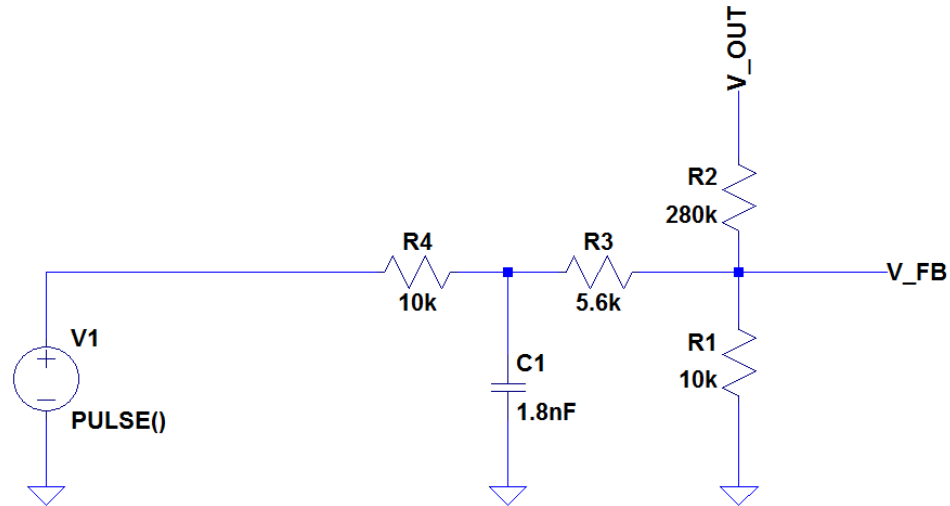 V_OUT
R2
280k
R4
10k
R3
5.6k
V_FB
V1
PULSE()
C1
1.8nF
R1
10k